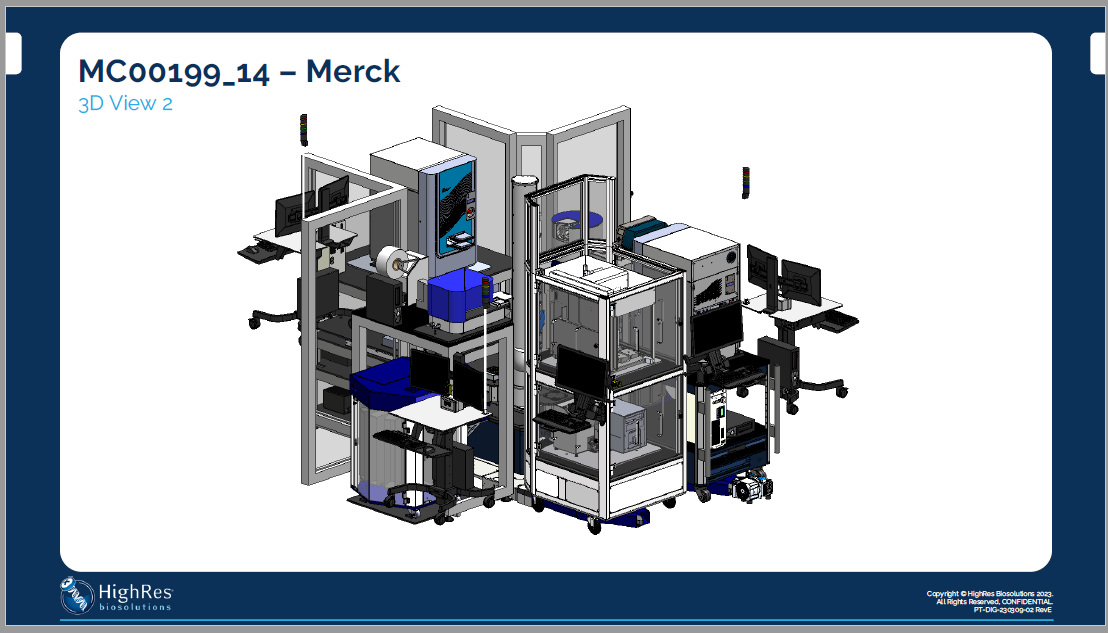 MC00199_14 – Merck
3D View 2
HighRes
biosolutions
Copyright © HighRes Biosolutions 2023.
All Rights Reserved, CONFIDENTIAL.
PT-DIG-230309-02 RevE